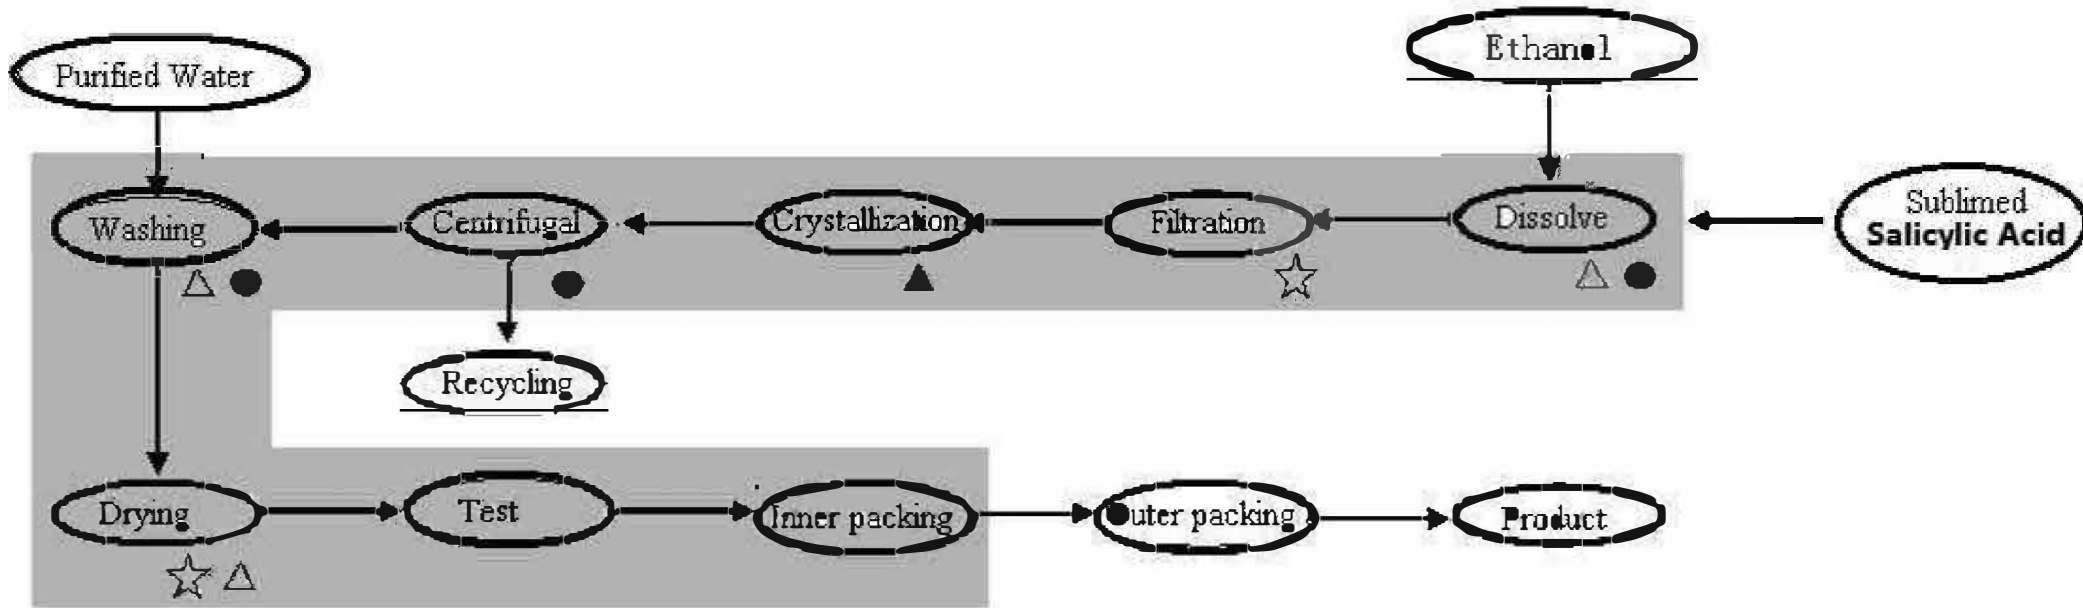 Purified Water
Ethanol
Washing
Centrifugal
Crystallization
Filtration
Dissolve
Sublimed
Salicylic Acid
Recycling
Drying
Test
Inner packing
Outer packing
Product